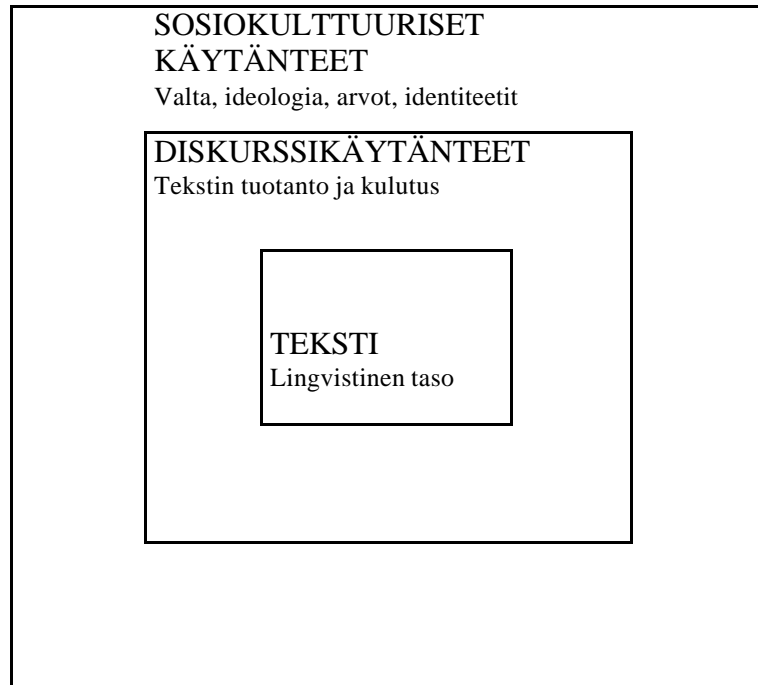 SOSIOKULTTUURISET
KÄYTÄNTEET
Valta, ideologia, arvot, identiteetit
DISKURSSIKÄYTÄNTEET
Tekstin tuotanto ja kulutus
TEKSTI
Lingvistinen taso